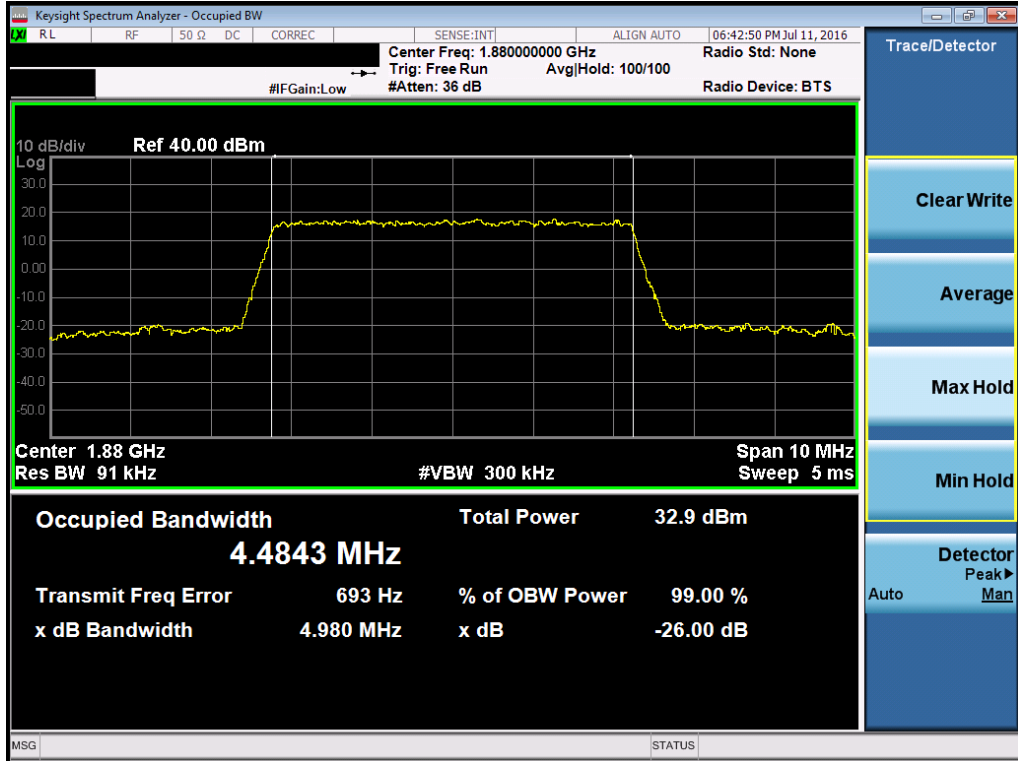 Keysight Spectrum Analyzer - Occupied BW
LXI RL RF 50 Ω DC CORREC SENSE:INT ALIGN AUTO 06:42:50 PM Jul 11, 2016
Center Freq: 1.880000000 GHz Radio Std: None
Trig: Free Run Avg|Hold: 100/100
#IFGain:Low #Atten: 36 dB Radio Device: BTS
Trace/Detector
10 dB/div Ref 40.00 dBm
Log
30.0
20.0
10.0
0.00
-10.0
-20.0
-30.0
-40.0
-50.0
Center 1.88 GHz Span 10 MHz
Res BW 91 kHz #VBW 300 kHz Sweep 5 ms
Occupied Bandwidth Total Power 32.9 dBm
4.4843 MHz
Transmit Freq Error 693 Hz % of OBW Power 99.00 %
x dB Bandwidth 4.980 MHz x dB -26.00 dB
Clear Write
Average
Max Hold
Min Hold
Detector
Peak▶
Auto Man
MSG STATUS